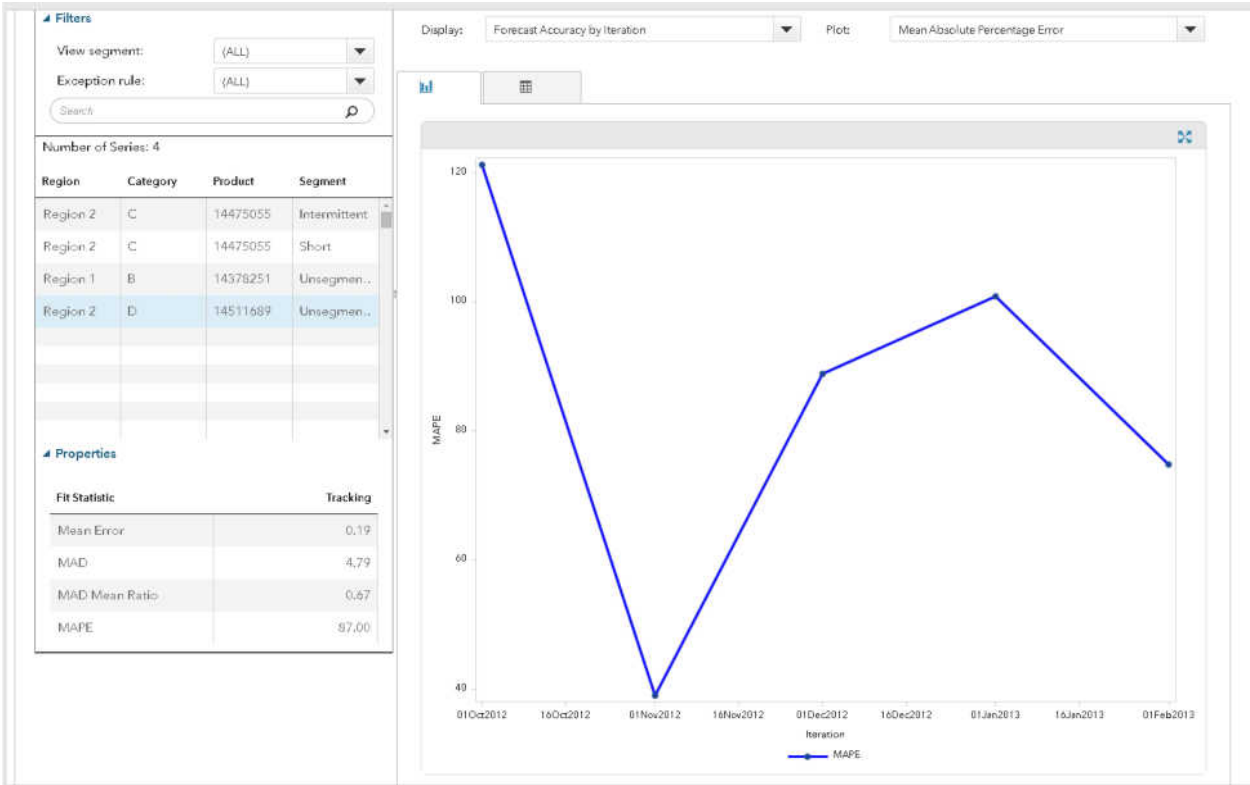 Filters
View segment: (ALL)
Exception rule: (ALL)
Search
Number of Series: 4
Region Category Product Segment
Region 2 C 14475055 Intermittent
Region 2 C 14475055 Short
Region 1 B 14378251 Unsegmen..
Region 2 D 14511689 Unsegmen..
Properties
Fit Statistic Tracking
Mean Error 0.19
MAD 4.79
MAD Mean Ratio 0.67
MAPE 87.00
Display: Forecast Accuracy by Iteration Plot: Mean Absolute Percentage Error
120
100
80
60
40
MAPE
01Oct2012 16Oct2012 01Nov2012 16Nov2012 01Dec2012 16Dec2012 01Jan2013 16Jan2013 01Feb2013
Iteration
MAPE